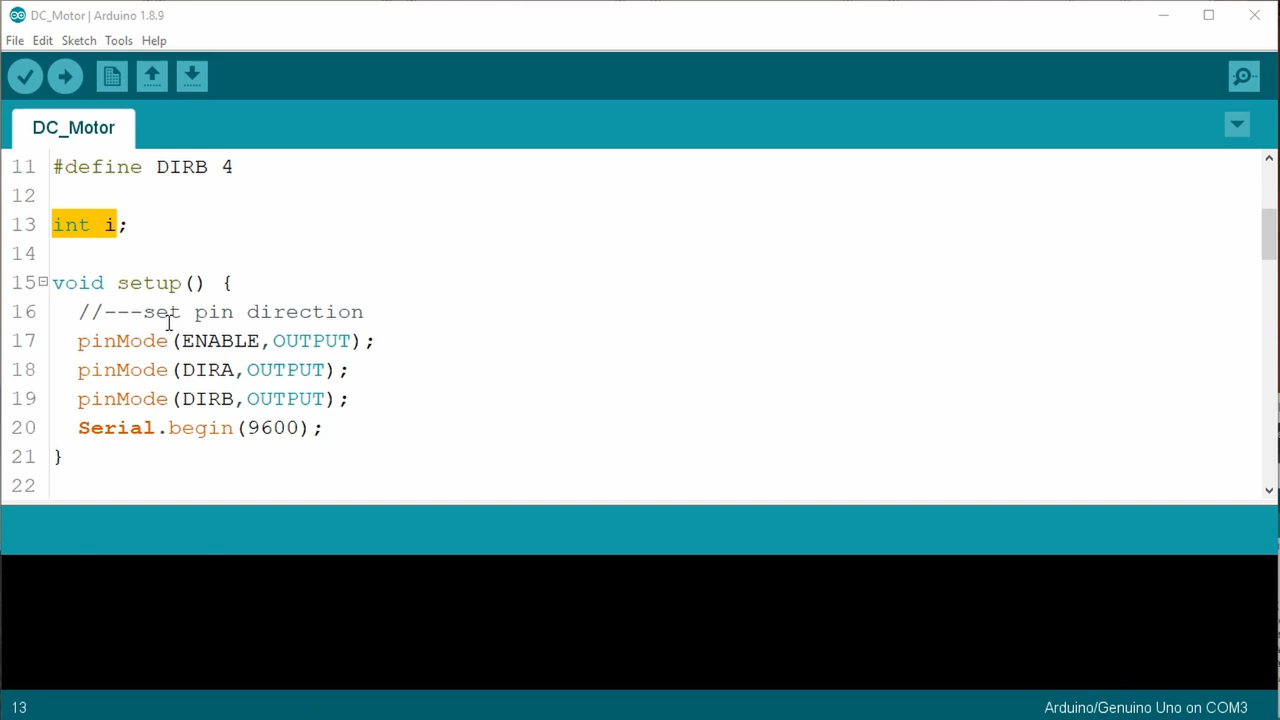 DC_Motor | Arduino 1.8.9
File Edit Sketch Tools Help
DC_Motor
11 #define DIRB 4
12
13 int i;
14
15 void setup() {
16 //---set pin direction
17 pinMode(ENABLE,OUTPUT);
18 pinMode(DIRA,OUTPUT);
19 pinMode(DIRB,OUTPUT);
20 Serial.begin(9600);
21 }
22
13 Arduino/Genuino Uno on COM3